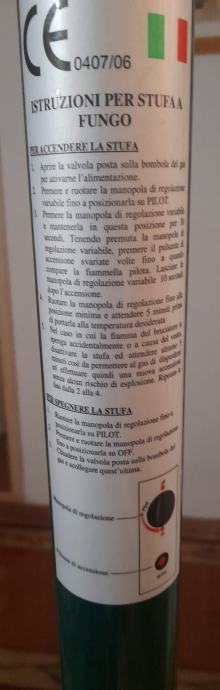 CE 0407/06
ISTRUZIONI PER STUFA A
FUNGO
PER ACCENDERE LA STUFA
1. Aprire la valvola posta sulla bombola del gas
per attivarne l'alimentazione.
2. Premere e ruotare la manopola di regolazione
variabile fino a posizionarla su PILOT.
3. Premere la manopola di regolazione variabile
e mantenerla in questa posizione per 30
secondi. Tenendo premuta la manopola di
regolazione variabile, premere il pulsante di
accensione svariate volte fino a quando
compare la fiammella pilota. Lasciare la
manopola di regolazione variabile 10 secondi
dopo l'accensione.
4. Ruotare la manopola di regolazione fino alla
posizione minima e attendere 5 minuti prima
di portarla alla temperatura desiderata
5. Nel caso in cui la fiamma del bruciatore si
spenga accidentalmente o a causa del vento,
disattivare la stufa ed attendere almeno
minuti così da permettere al gas di disperdersi
ed effettuare quindi una nuova accensione
senza alcun rischio di esplosione. Ripetere le
fasi dalla 2 alla 4.
PER SPEGNERE LA STUFA
1. Ruotare la manopola di regolazione fino a
posizionarla su PILOT.
2. Premere e ruotare la manopola di regolazione
fino a posizionarla su OFF.
3. Chiudere la valvola posta sulla bombola del
gas e scollegare quest'ultima.
Manopola di regolazione
Pulsante di accensione